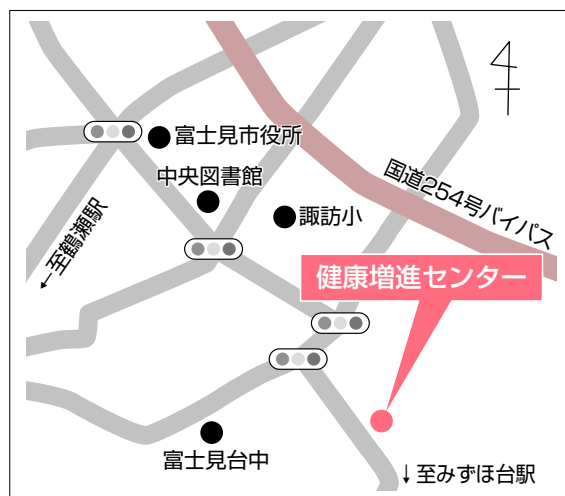 富士見市役所
中央図書館
諏訪小
国道254号バイパス
←至鶴瀬駅
健康増進センター
富士見台中
↓至みずほ台駅